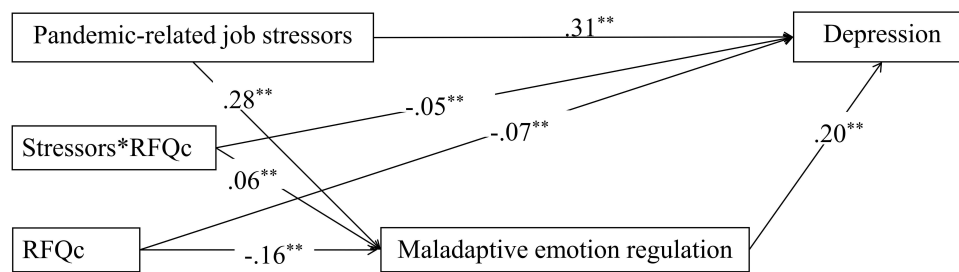 Pandemic-related job stressors
.31**
Depression
.28**
-.05**
-.07**
.20**
Stressors*RFQc
.06**
RFQc
-.16**
Maladaptive emotion regulation